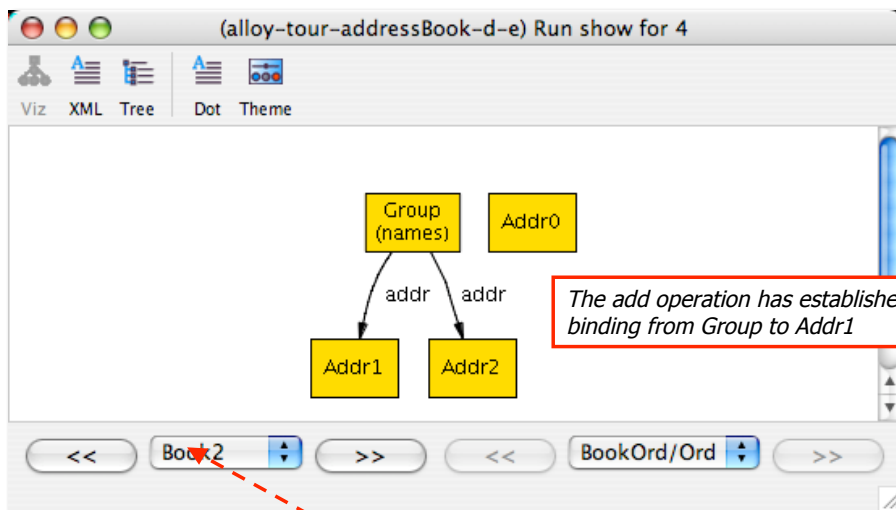 (alloy-tour-addressBook-d-e) Run show for 4
Viz XML Tree Dot Theme
Group
(names)
Addr0
addr addr
The add operation has
binding from Group to Addr1
Addr1 Addr2
<< Book2 >> << BookOrd/Ord >>